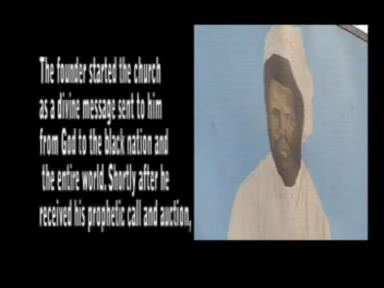 The founder started the church
as a divine message sent to him
from God to the black nation and
the entire world. Shortly after he
received his prophetic call and auction,